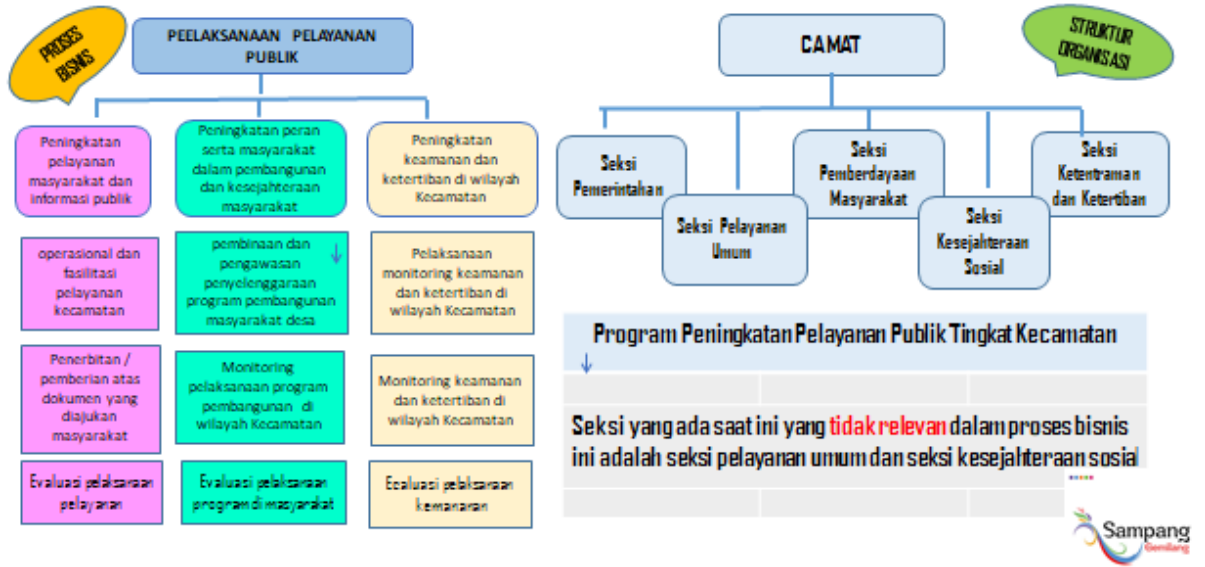 PROSES
BISNIS
PEELAKSANAAN PELAYANAN
PUBLIK
Peningkatan
pelayanan
masyarakat dan
informasi publik
Peningkatan peran
serta masyarakat
dalam pembangunan
dan kesejahteraan
masyarakat
Peningkatan
keamanan dan
ketertiban di wilayah
Kecamatan
operasional dan
fasilitasi
pelayanan
kecamatan
pembinaan dan
pengawasan
penyelenggaraan
program pembangunan
masyarakat desa
Pelaksanaan
monitoring keamanan
dan ketertiban di
wilayah Kecamatan
Penerbitan /
pemberian atas
dokumen yang
diajukan
masyarakat
Monitoring
pelaksanaan program
pembangunan di
wilayah Kecamatan
Monitoring keamanan
dan ketertiban di
wilayah Kecamatan
Evaluasi pelaksanaan
pelayanan
Evaluasi pelaksanaan
program di masyarakat
Ecaluasi pelaksanaan
kemanaran
STRUKTUR
ORGANISASI
CAMAT
Seksi
Pemerintahan
Seksi Pelayanan
Umum
Seksi
Pemberdayaan
Masyarakat
Seksi
Kesejahteraan
Sosial
Seksi
Ketentraman
dan Ketertiban
Program Peningkatan Pelayanan Publik Tingkat Kecamatan
Seksi yang ada saat ini yang tidak relevan dalam proses bisnis
ini adalah seksi pelayanan umum dan seksi kesejahteraan sosial
Sampang
Gemilang